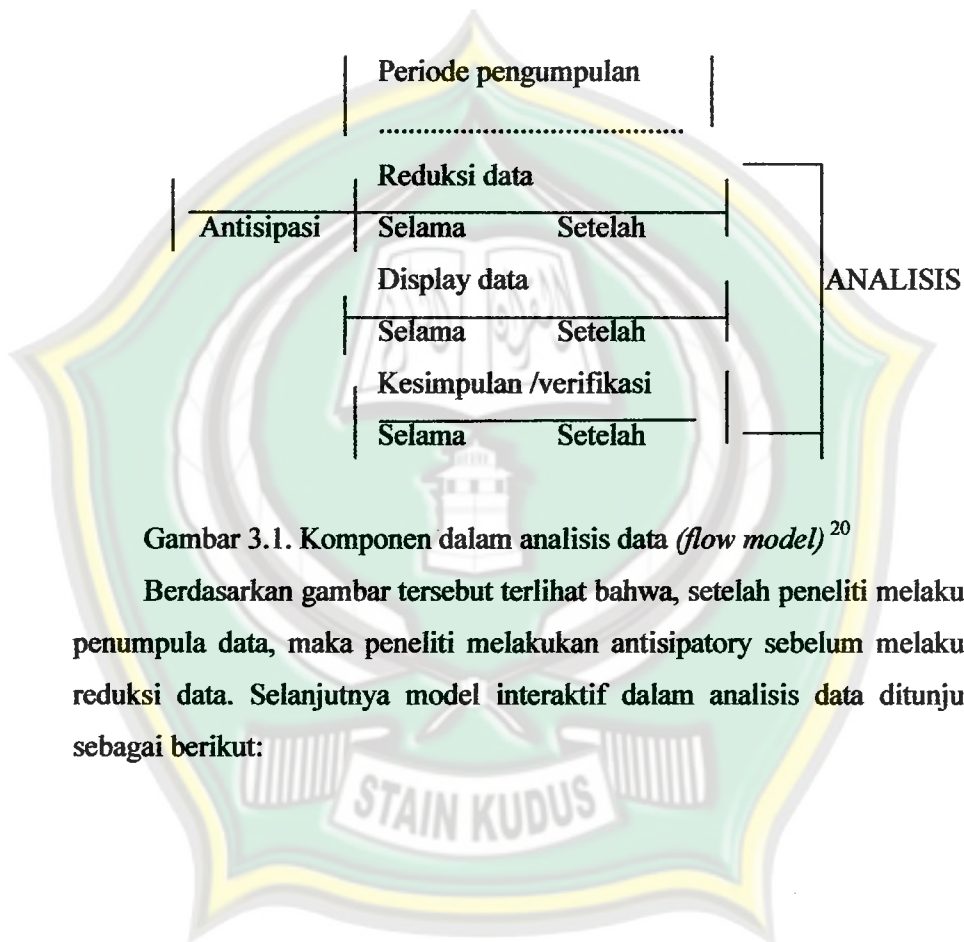 Periode pengumpulan
........................................
Reduksi data
Antisipasi Selama Setelah
Display data
ANALISIS
Selama Setelah
Kesimpulan /verifikasi
Selama Setelah
Gambar 3.1. Komponen dalam analisis data (flow model) 20
Berdasarkan gambar tersebut terlihat bahwa, setelah peneliti melaku
penumpula data, maka peneliti melakukan antisipatory sebelum melaku
reduksi data. Selanjutnya model interaktif dalam analisis data ditunju
sebagai berikut:
STAIN KUDUS